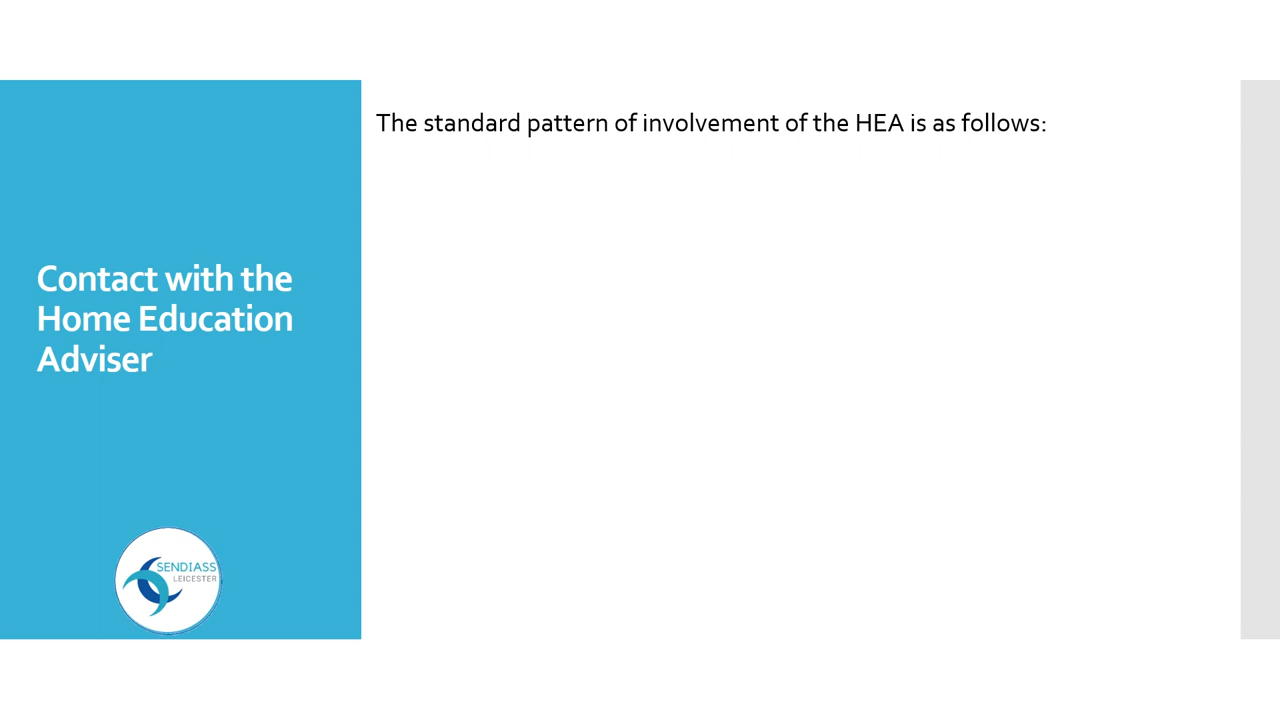 The standard pattern of involvement of the HEA is as follows:
Contact with the
Home Education
Adviser
SENDIASS
LEICESTER